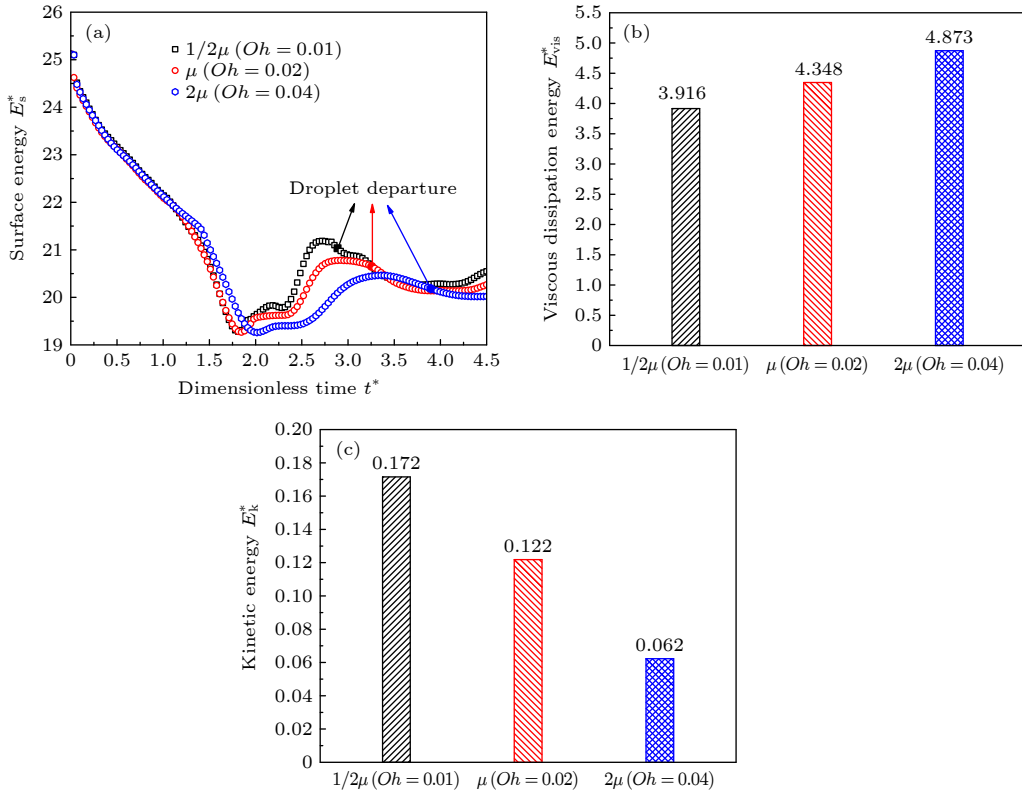 (a)
1/2μ (Oh = 0.01)
μ (Oh = 0.02)
2μ (Oh = 0.04)
Droplet departure
Surface energy E*s
26
25
24
23
22
21
20
19
0 0.5 1.0 1.5 2.0 2.5 3.0 3.5 4.0 4.5
Dimensionless time t*
(b)
Viscous dissipation energy E*vis
5.0
4.5
4.0
3.5
3.0
2.5
2.0
1.5
1.0
0.5
0
3.916
4.348
4.873
1/2μ (Oh = 0.01) μ (Oh = 0.02) 2μ (Oh = 0.04)
(c)
Kinetic energy E*k
0.20
0.18
0.16
0.14
0.12
0.10
0.08
0.06
0.04
0.02
0
0.172
0.122
0.062
1/2μ (Oh = 0.01) μ (Oh = 0.02) 2μ (Oh = 0.04)